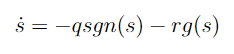 ṡ = −qsgn(s) − rg(s)